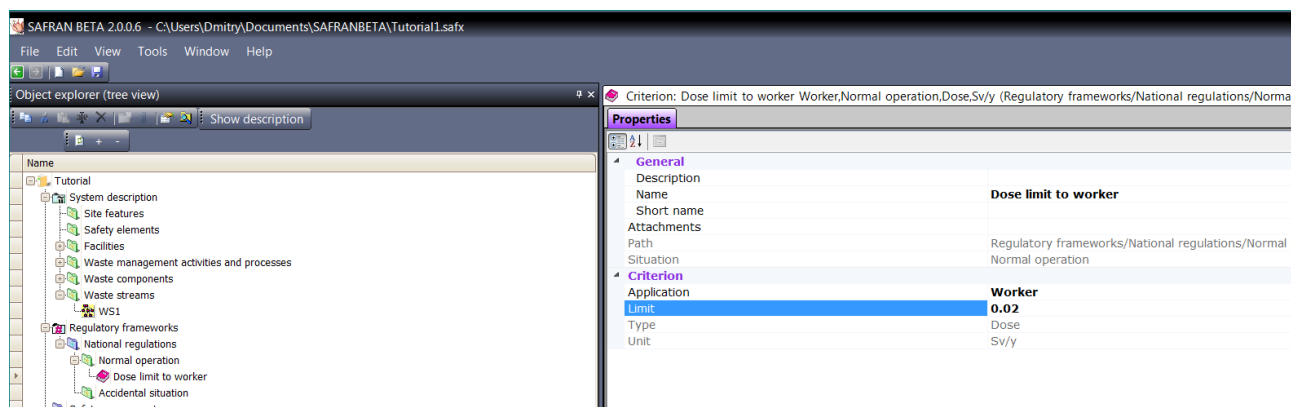 SAFRAN BETA 2.0.0.6 - C:\Users\Dmitry\Documents\SAFRANBETA\Tutorial1.safx
File Edit View Tools Window Help
Object explorer (tree view)
Show description
Name
Tutorial
System description
Site features
Safety elements
Facilities
Waste management activities and processes
Waste components
Waste streams
WS1
Regulatory frameworks
National regulations
Normal operation
Dose limit to worker
Accidental situation
Criterion: Dose limit to worker Worker,Normal operation,Dose,Sv/y (Regulatory frameworks/National regulations/Norma
Properties
General
Description
Name Dose limit to worker
Short name
Attachments
Path Regulatory frameworks/National regulations/Normal
Situation Normal operation
Criterion
Application Worker
Limit 0.02
Type Dose
Unit Sv/y